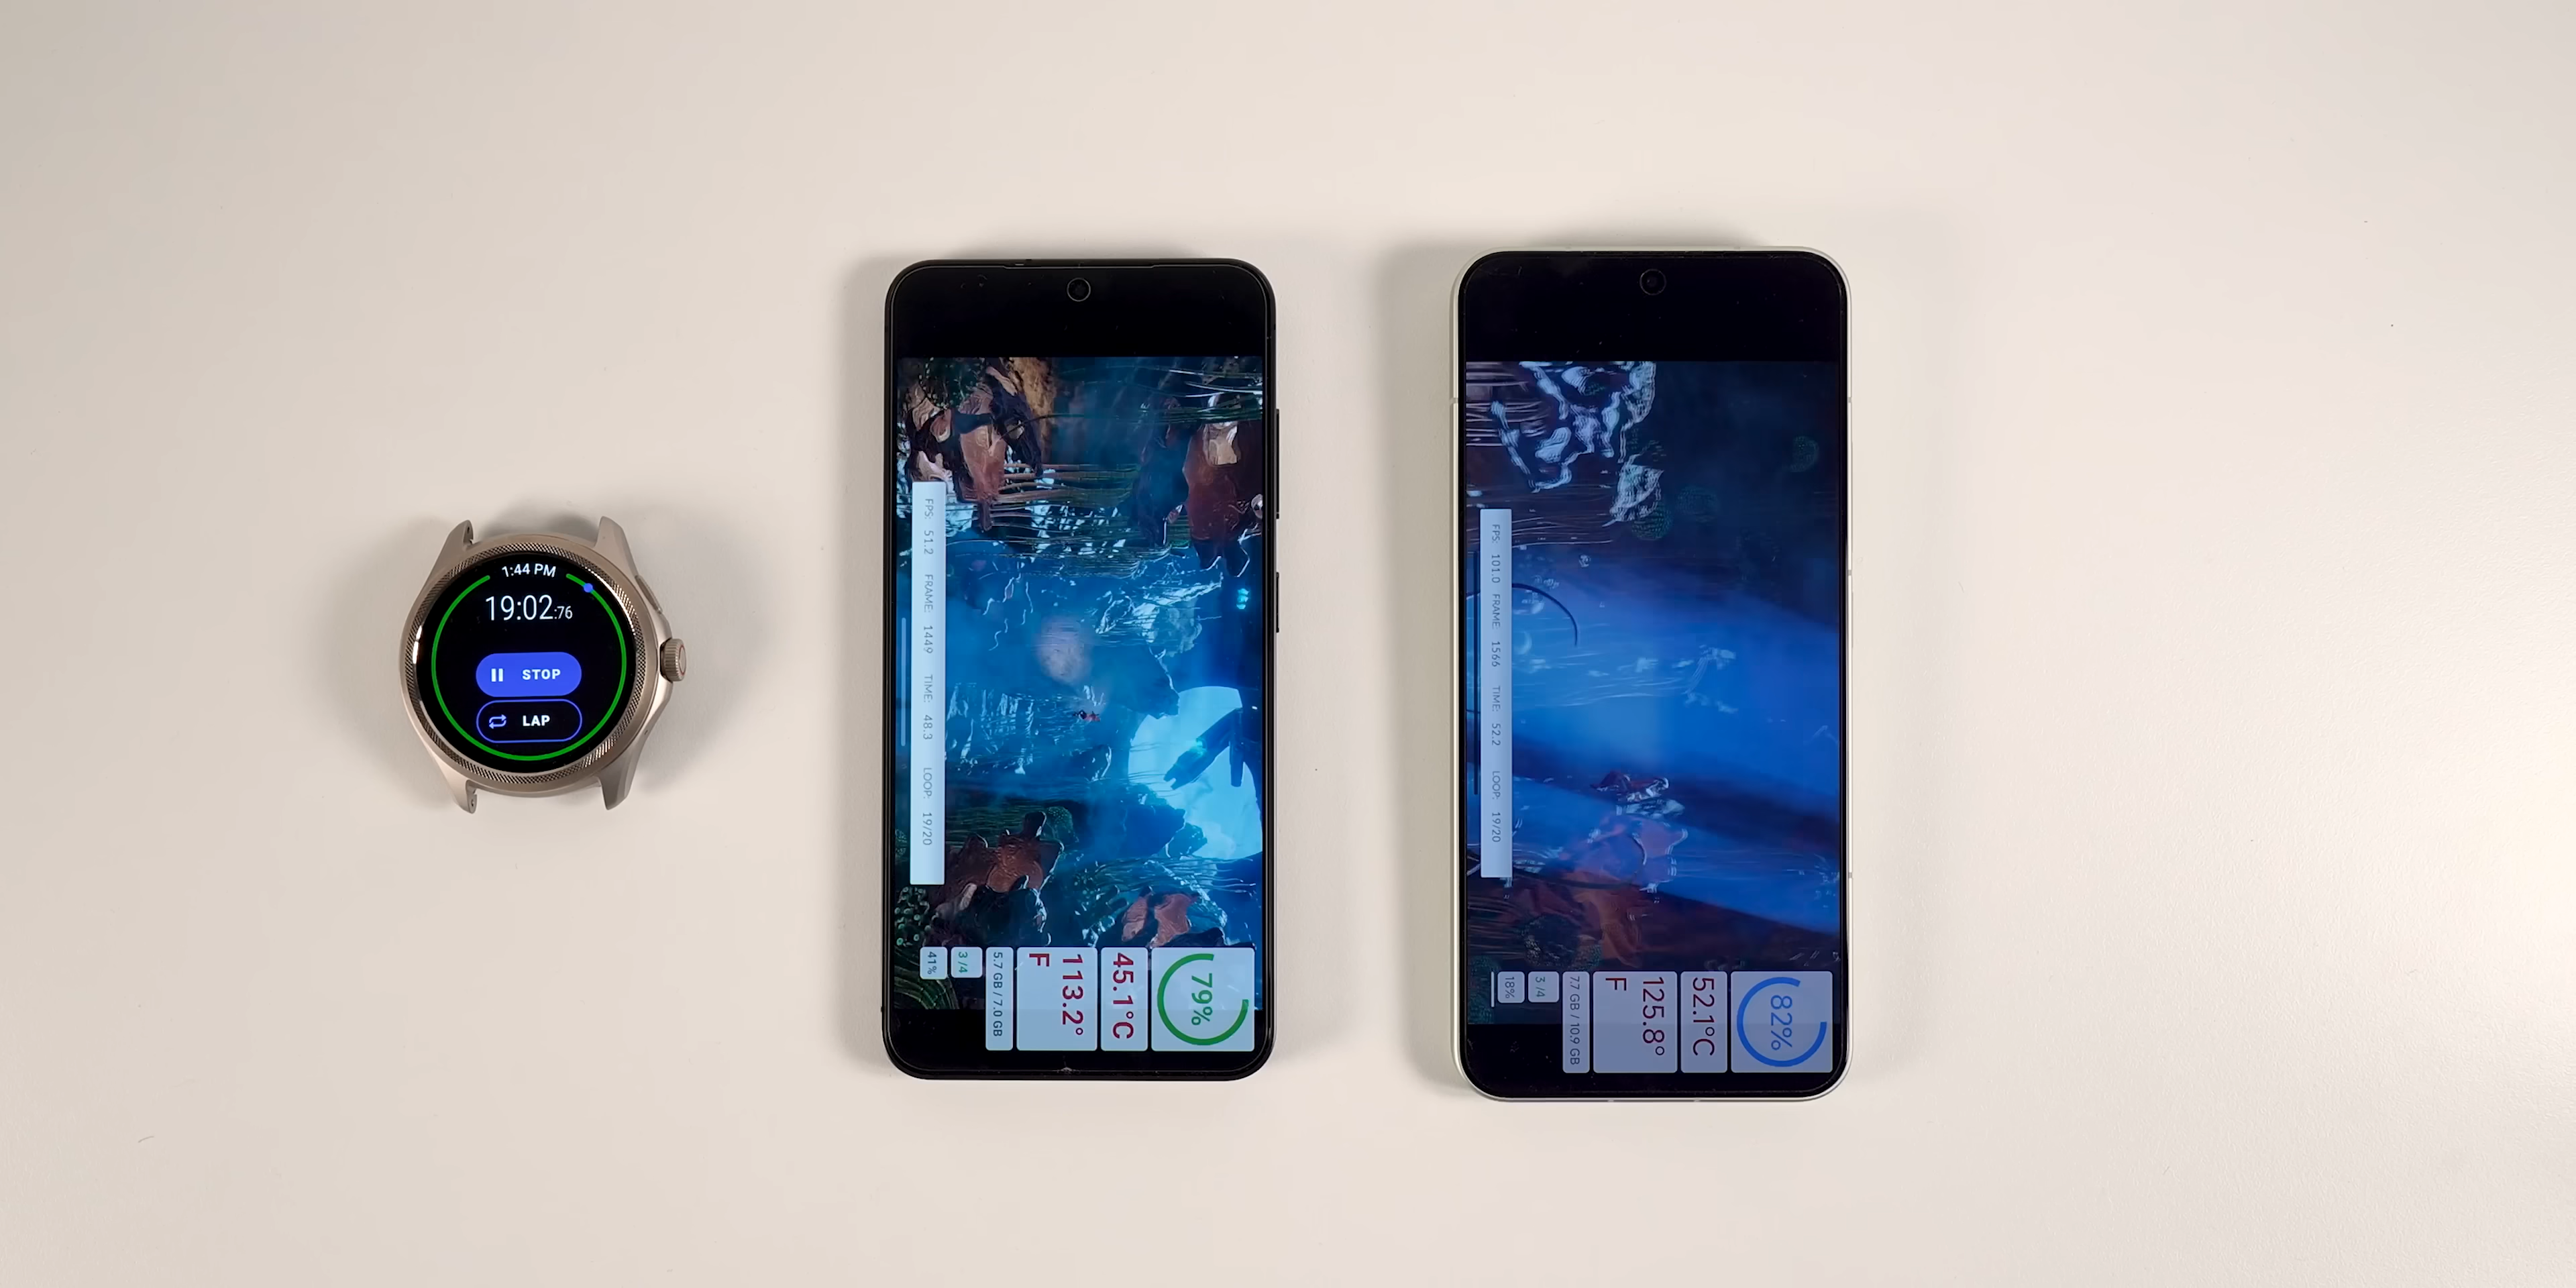 1:44 PM
19:02:76
STOP
LAP
FPS: 51.2 FRAME: 1449 TIME: 48.3 LOOP: 19/20
79%
45.1°C
113.2°
F
5.7 GB / 7.0 GB
3 /4
41%
FPS: 101.0 FRAME: 1566 TIME: 52.2 LOOP: 19/20
82%
52.1°C
125.8°
F
7.7 GB / 10.9 GB
3 /4
18%